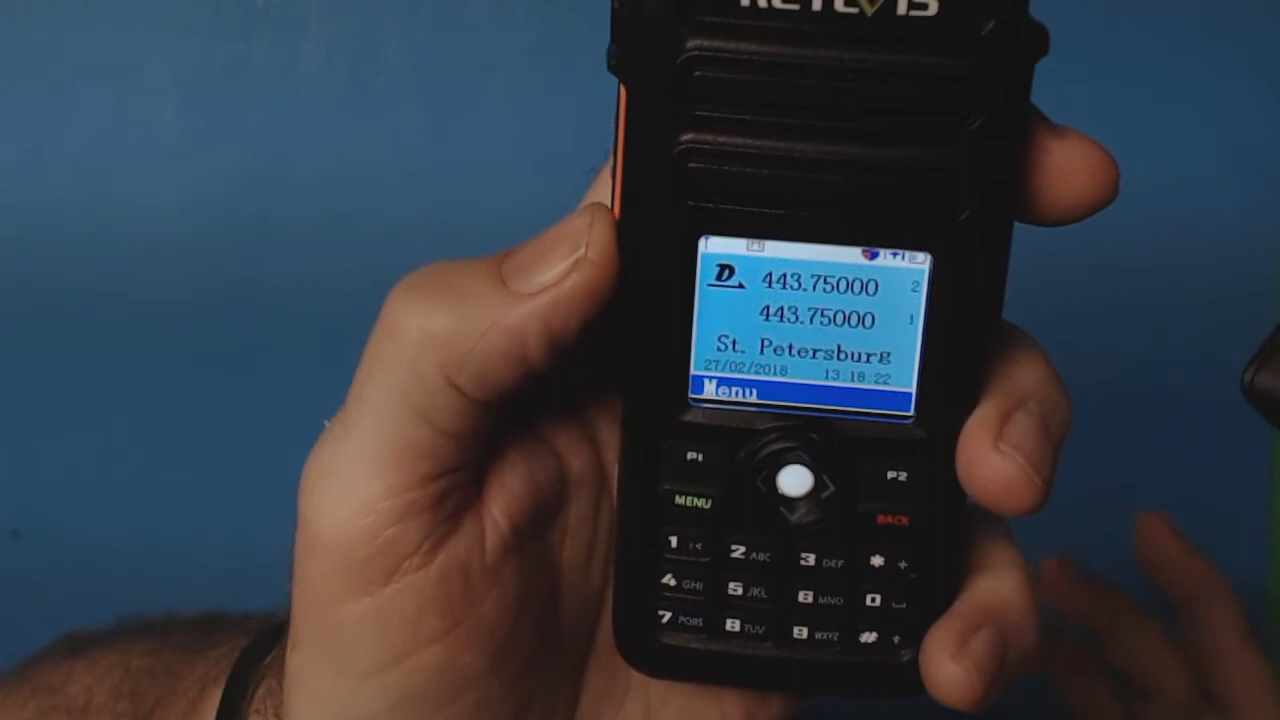 RETEVIS
D 443.75000 2
443.75000 1
St. Petersburg
27/02/2018 13:18:22
Menu
P1 P2
MENU BACK
1 2 ABC 3 DEF * +
4 GHI 5 JKL 6 MNO 0
7 PQRS 8 TUV 9 WXYZ #